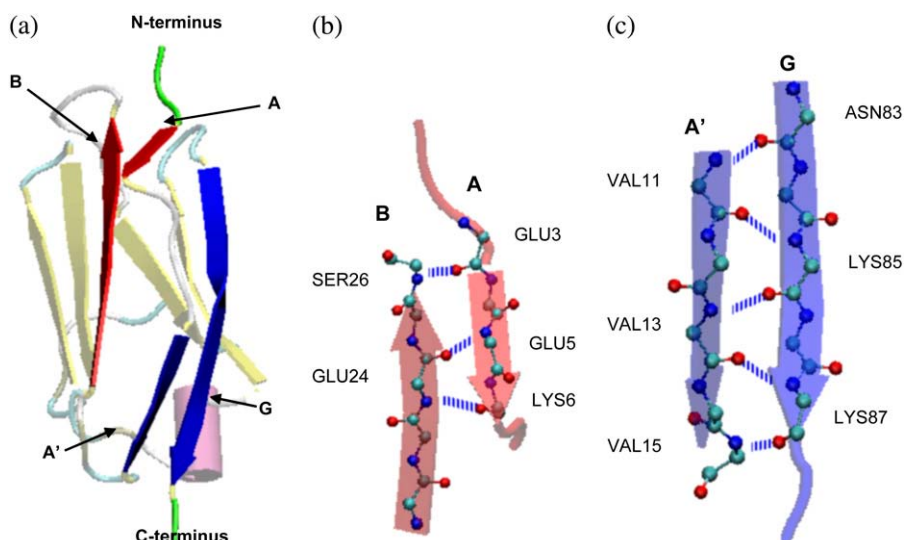 (a)
N-terminus
B
A
A'
G
C-terminus
(b)
A
B
GLU3
SER26
GLU5
GLU24
LYS6
(c)
G
A'
ASN83
VAL11
LYS85
VAL13
LYS87
VAL15